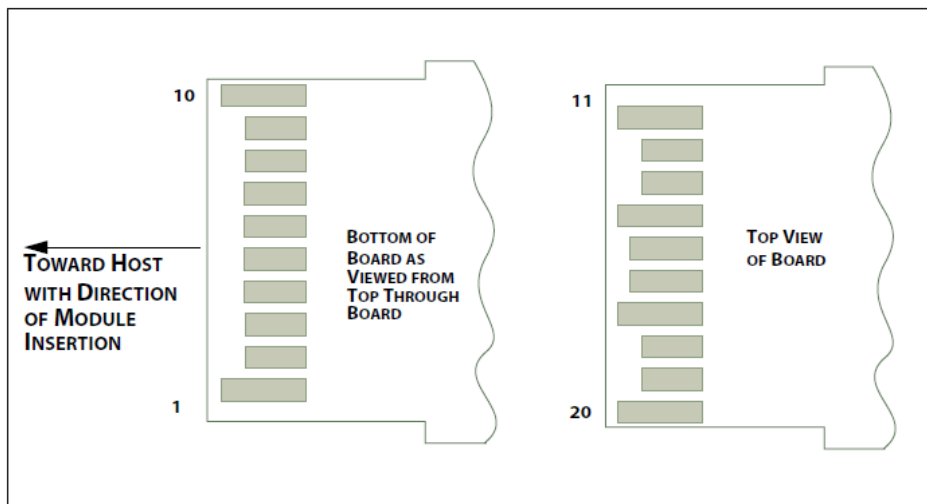 10
1
TOWARD HOST
WITH DIRECTION
OF MODULE
INSERTION
BOTTOM OF
BOARD AS
VIEWED FROM
TOP THROUGH
BOARD
11
20
TOP VIEW
OF BOARD